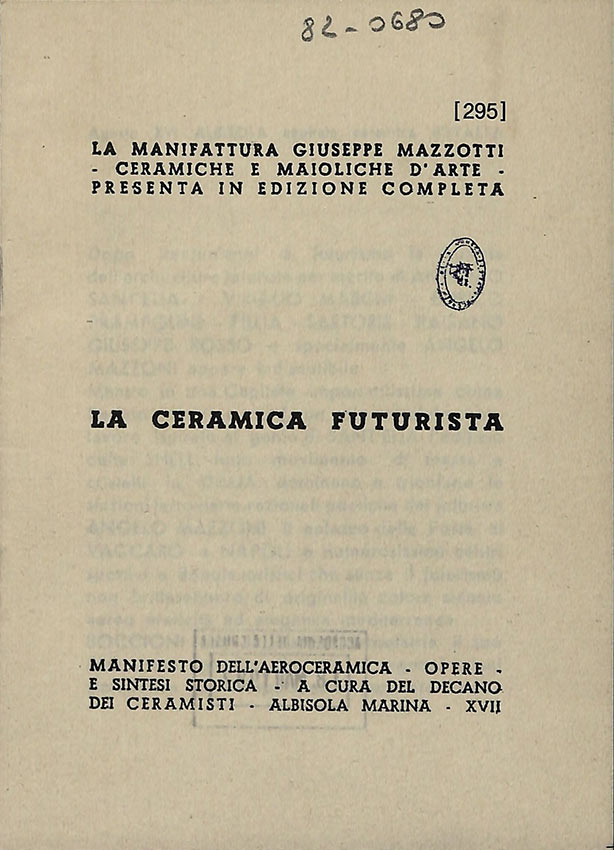 82-0680
[295]
LA MANIFATTURA GIUSEPPE MAZZOTTI
- CERAMICHE E MAIOLICHE D'ARTE -
PRESENTA IN EDIZIONE COMPLETA
LA CERAMICA FUTURISTA
MANIFESTO DELL'AEROCERAMICA - OPERE -
E SINTESI STORICA - A CURA DEL DECANO
DEI CERAMISTI - ALBISOLA MARINA - XVII